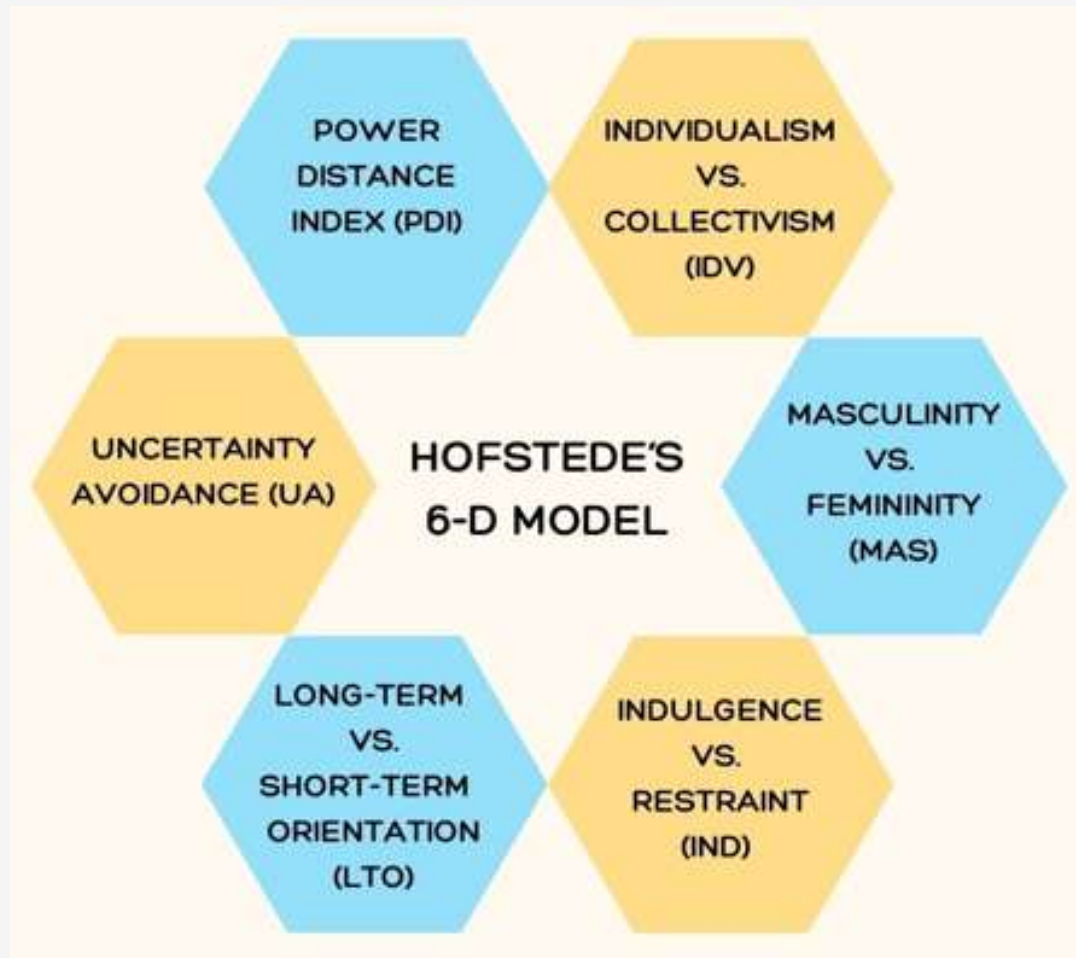 POWER
DISTANCE
INDEX (PDI)
INDIVIDUALISM
VS.
COLLECTIVISM
(IDV)
UNCERTAINTY
AVOIDANCE (UA)
HOFSTEDE'S
6-D MODEL
MASCULINITY
VS.
FEMININITY
(MAS)
LONG-TERM
VS.
SHORT-TERM
ORIENTATION
(LTO)
INDULGENCE
VS.
RESTRAINT
(IND)